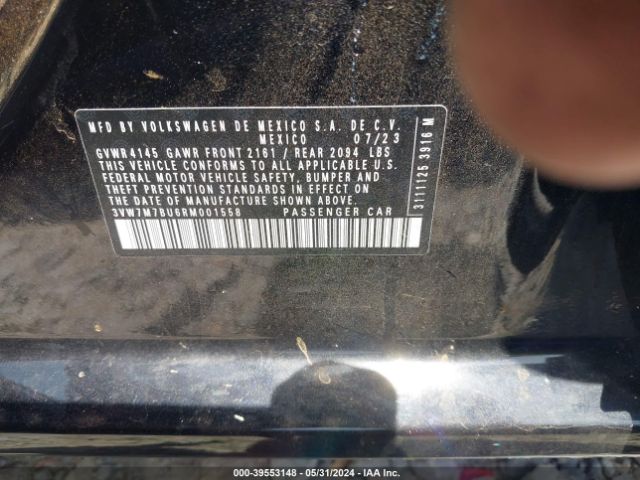 MFD BY VOLKSWAGEN DE MEXICO S.A. DE C.V.
MEXICO 07/23
GVWR4145 GAWR FRONT 2161 / REAR 2094 LBS
THIS VEHICLE CONFORMS TO ALL APPLICABLE U.S.
FEDERAL MOTOR VEHICLE SAFETY, BUMPER AND
THEFT PREVENTION STANDARDS IN EFFECT ON
THE DATE OF MANUFACTURE SHOWN ABOVE.
3VW7M7BU6RM001558 PASSENGER CAR
3111125 3916 M
000-39553148 - 05/31/2024 - IAA Inc.